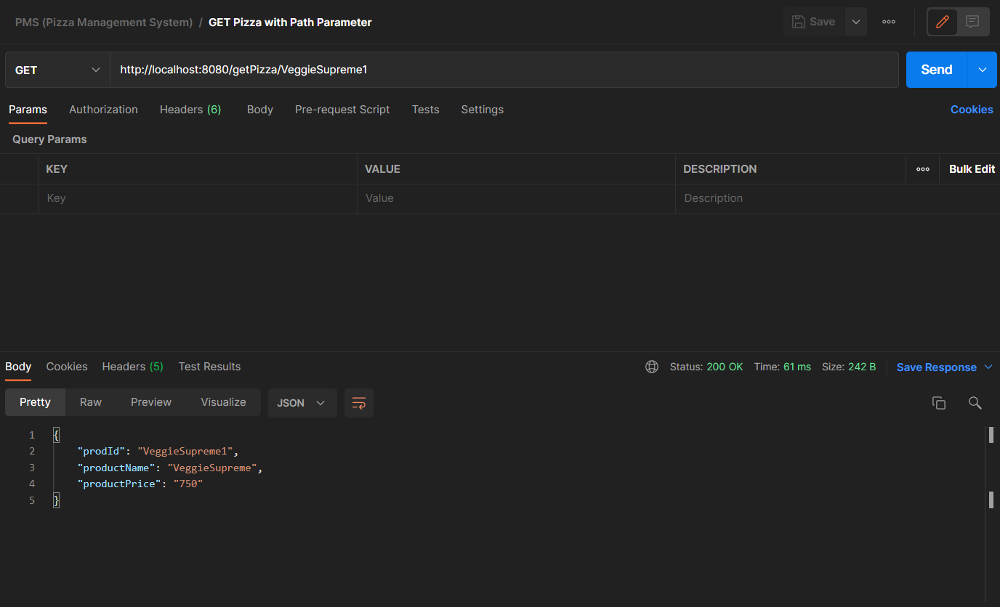 PMS (Pizza Management System) / GET Pizza with Path Parameter
Save
GET
http://localhost:8080/getPizza/VeggieSupreme1
Send
Params Authorization Headers (6) Body Pre-request Script Tests Settings Cookies
Query Params
KEY VALUE DESCRIPTION Bulk Edit
Key Value Description
Body Cookies Headers (5) Test Results Status: 200 OK Time: 61 ms Size: 242 B Save Response
Pretty Raw Preview Visualize JSON
1 {
2 "prodId": "VeggieSupreme1",
3 "productName": "VeggieSupreme",
4 "productPrice": "750"
5 }